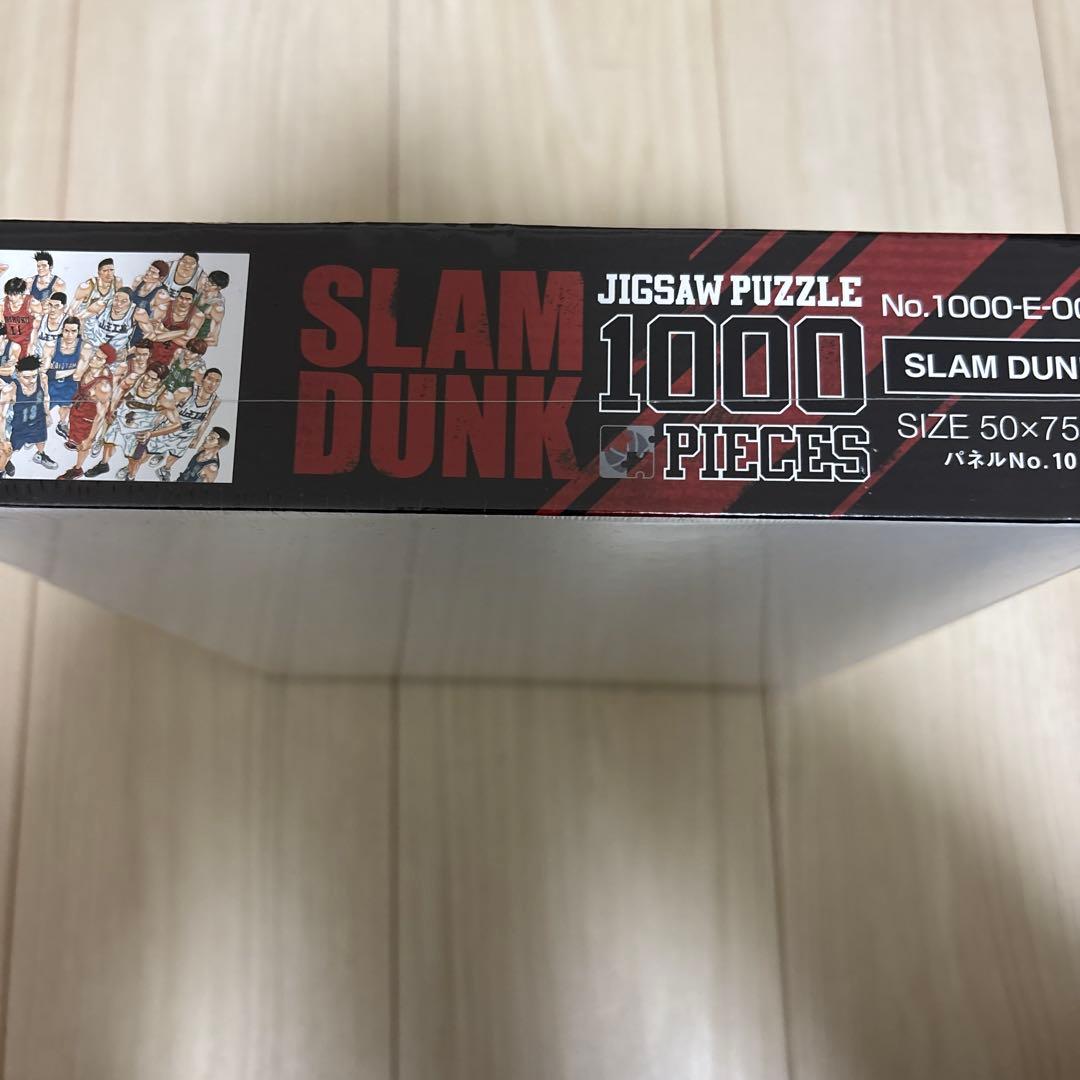 SLAM
DUNK
JIGSAW PUZZLE
1000
PIECES
No.1000-E-00
SLAM DUN
SIZE 50×75
パネルNo.10